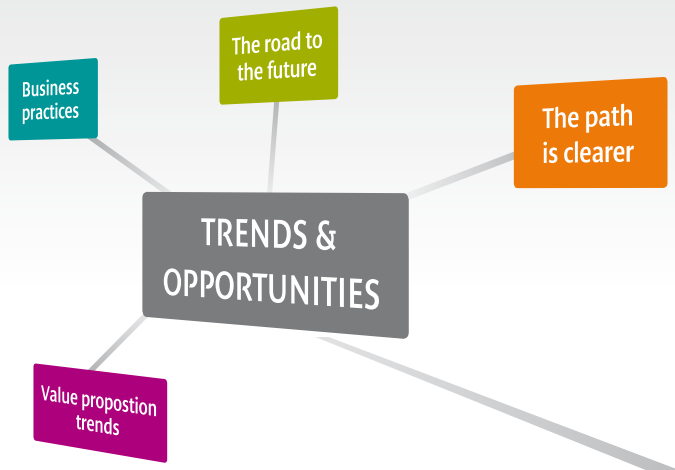 The road to
the future
Business
practices
The path
is clearer
TRENDS &
OPPORTUNITIES
Value propostion
trends